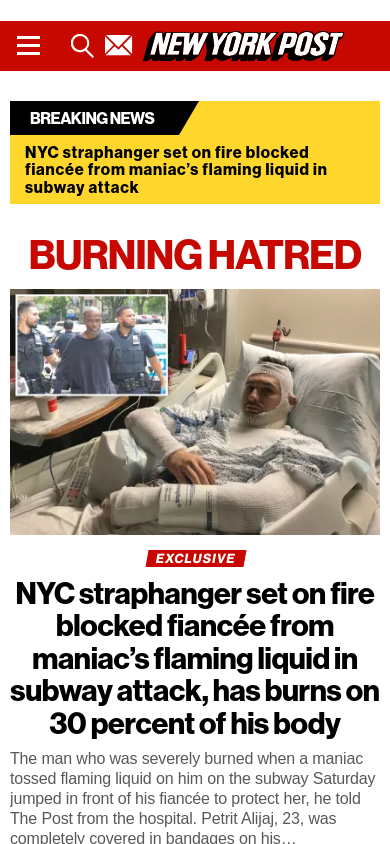 NEW YORK POST
BREAKING NEWS
NYC straphanger set on fire blocked
fiancée from maniac’s flaming liquid in
subway attack
BURNING HATRED
EXCLUSIVE
NYC straphanger set on fire
blocked fiancée from
maniac’s flaming liquid in
subway attack, has burns on
30 percent of his body
The man who was severely burned when a maniac
tossed flaming liquid on him on the subway Saturday
jumped in front of his fiancée to protect her, he told
The Post from the hospital. Petrit Alijaj, 23, was
completely covered in bandages on his…